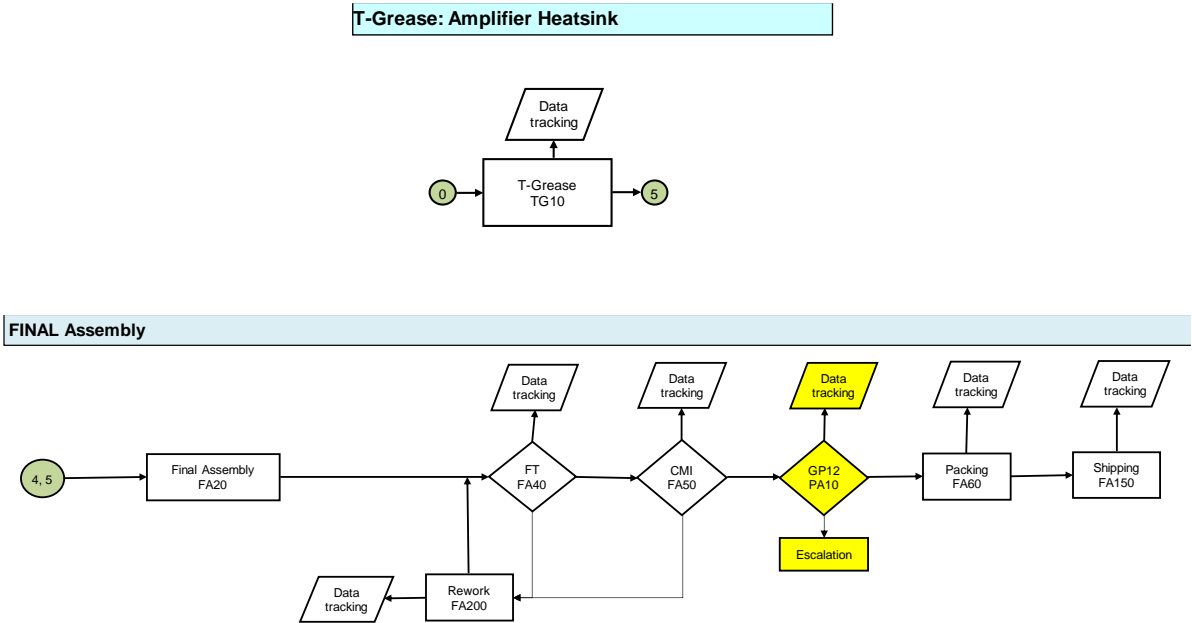 T-Grease: Amplifier Heatsink
Data
tracking
0
T-Grease
TG10
5
FINAL Assembly
Data
tracking
Data
tracking
Data
tracking
Data
tracking
Data
tracking
4, 5
Final Assembly
FA20
FT
FA40
CMI
FA50
GP12
PA10
Packing
FA60
Shipping
FA150
Escalation
Data
tracking
Rework
FA200